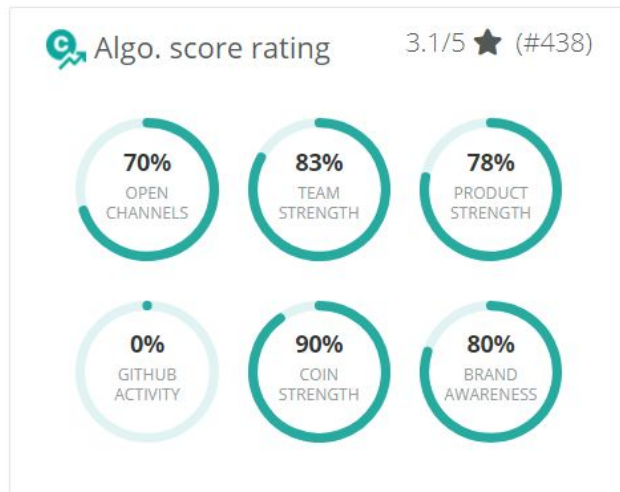 C Algo. score rating 3.1/5 ★ (#438)
70%
OPEN
CHANNELS
83%
TEAM
STRENGTH
78%
PRODUCT
STRENGTH
0%
GITHUB
ACTIVITY
90%
COIN
STRENGTH
80%
BRAND
AWARENESS